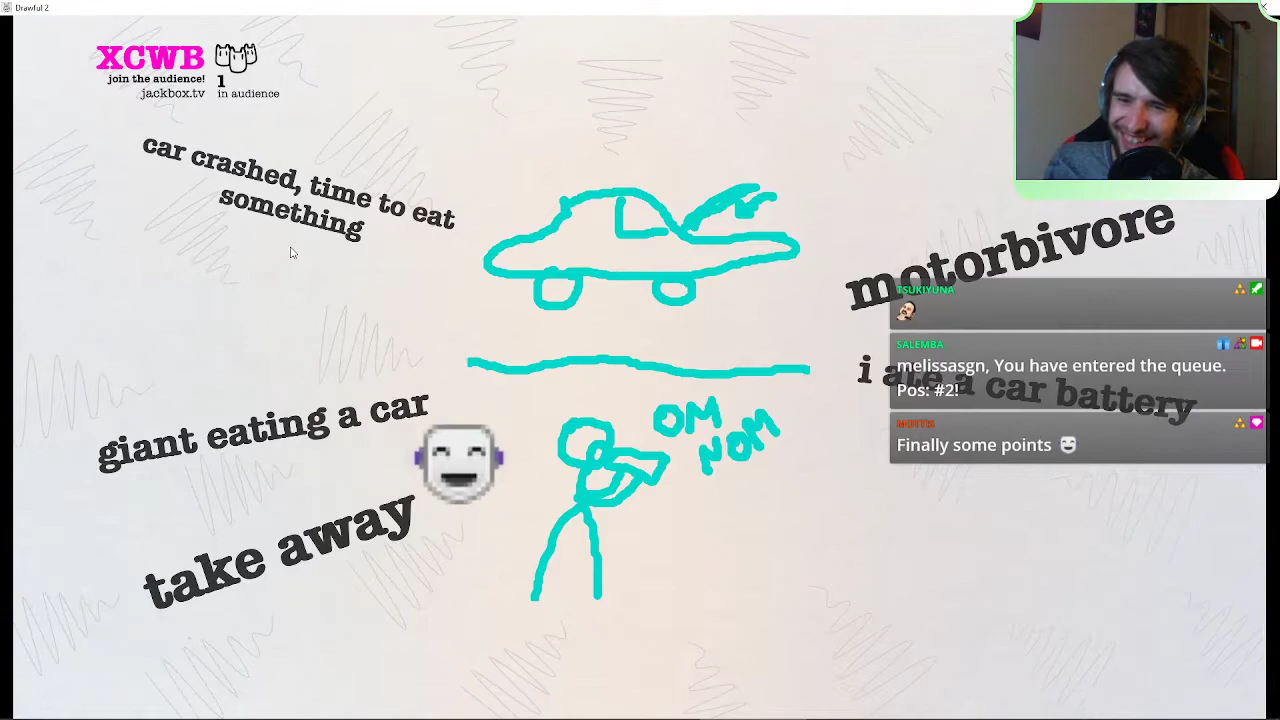 Drawful 2
XCWB
join the audience!
jackbox.tv
1
in audience
car crashed, time to eat
something
motorbivore
giant eating a car
take away
i ate a car battery
OM
NOM
TSUKIYUNA
SALEMBA
melissasgn, You have entered the queue.
Pos: #2!
Finally some points